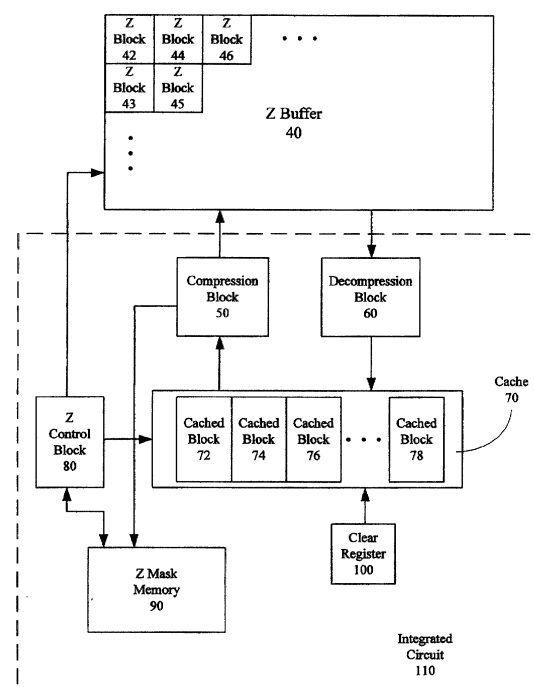 Z
Block
42
Z
Block
44
Z
Block
46
Z
Block
43
Z
Block
45
Z Buffer
40
Compression
Block
50
Decompression
Block
60
Cache
70
Z
Control
Block
80
Cached
Block
72
Cached
Block
74
Cached
Block
76
Cached
Block
78
Clear
Register
100
Z Mask
Memory
90
Integrated
Circuit
110